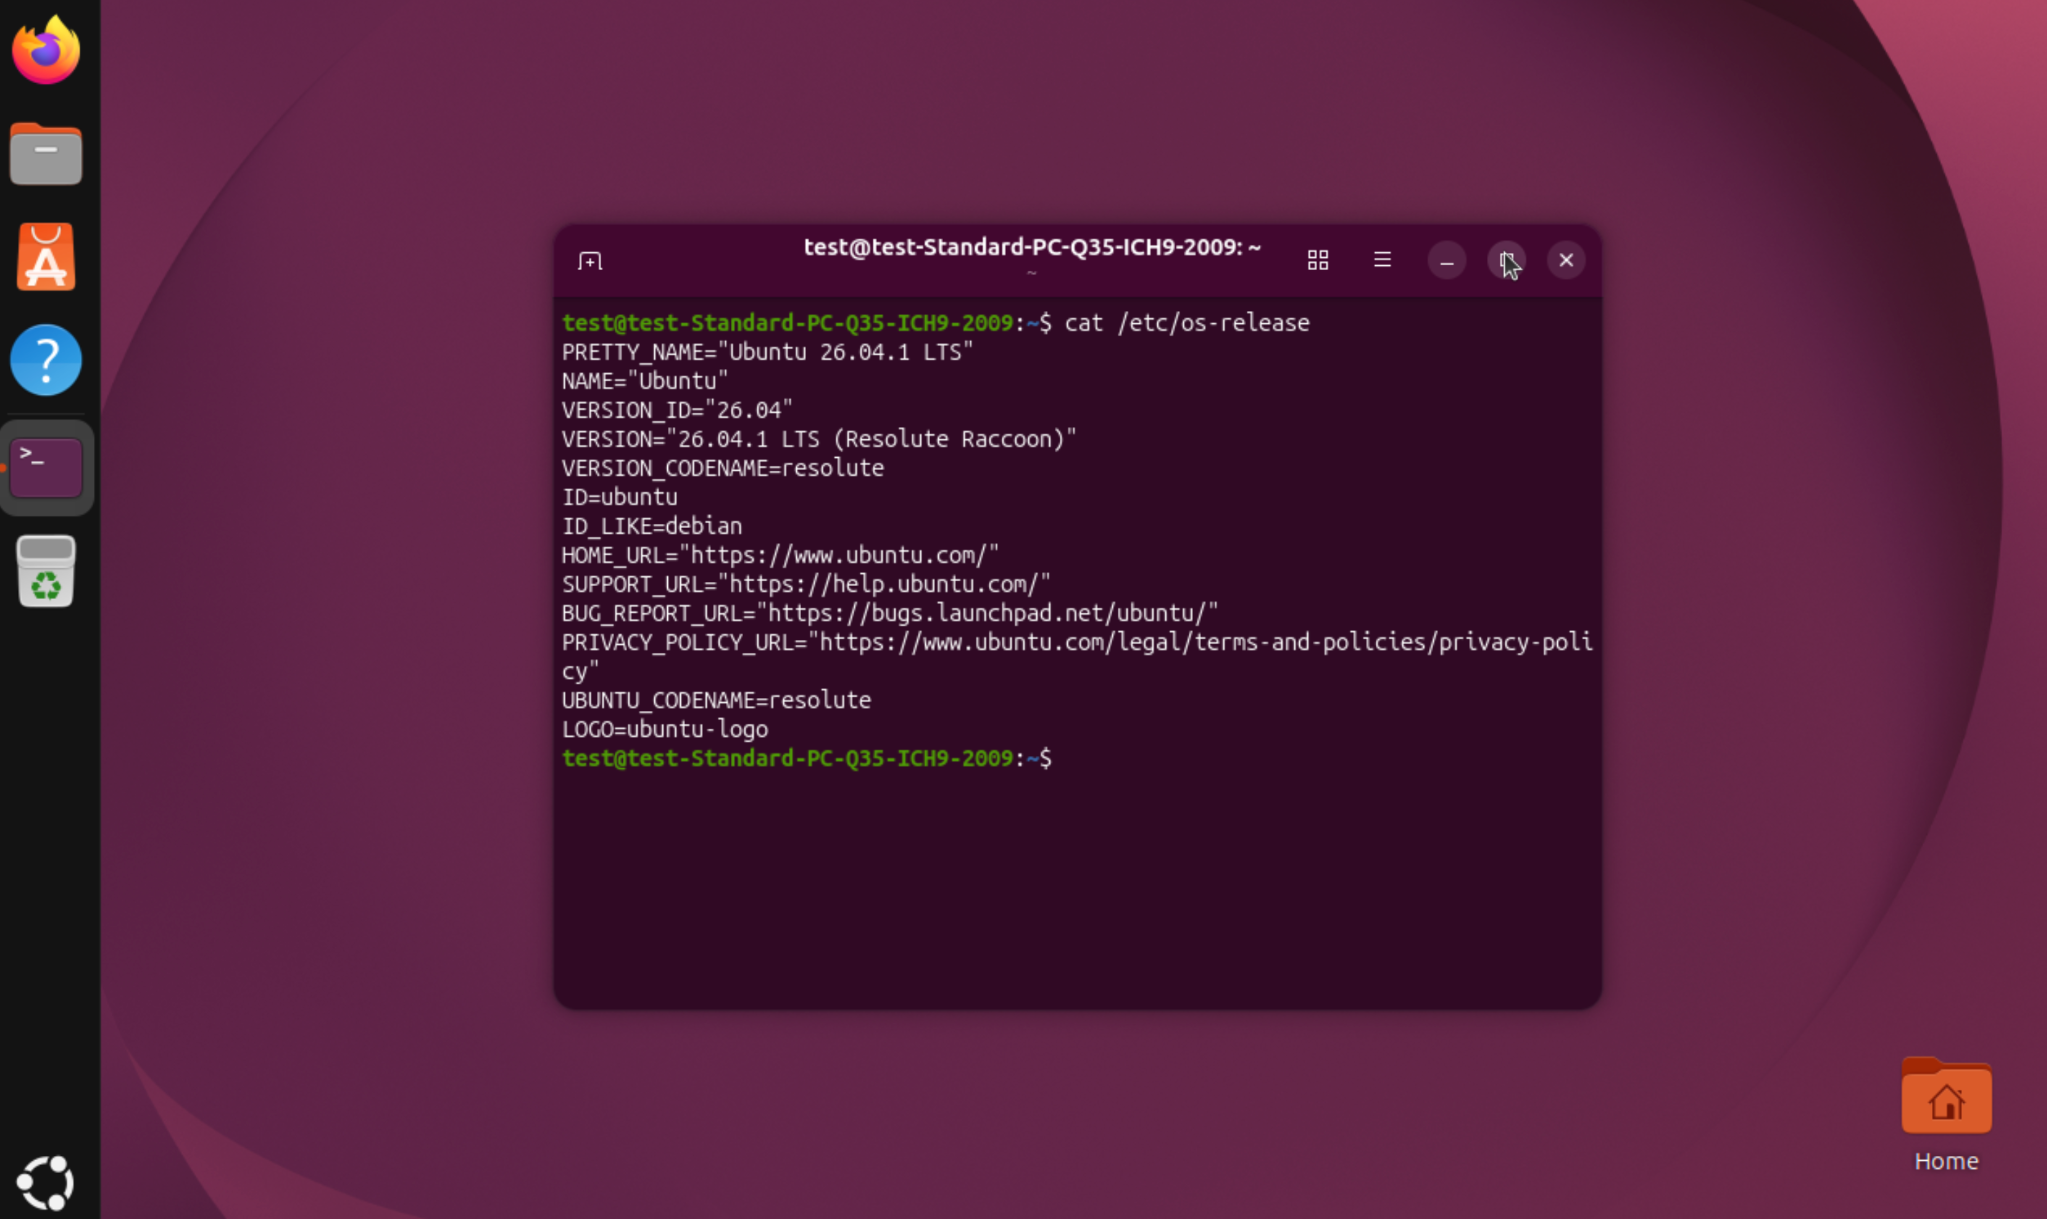 test@test-Standard-PC-Q35-ICH9-2009: ~
~
test@test-Standard-PC-Q35-ICH9-2009:~$ cat /etc/os-release
PRETTY_NAME="Ubuntu 26.04.1 LTS"
NAME="Ubuntu"
VERSION_ID="26.04"
VERSION="26.04.1 LTS (Resolute Raccoon)"
VERSION_CODENAME=resolute
ID=ubuntu
ID_LIKE=debian
HOME_URL="https://www.ubuntu.com/"
SUPPORT_URL="https://help.ubuntu.com/"
BUG_REPORT_URL="https://bugs.launchpad.net/ubuntu/"
PRIVACY_POLICY_URL="https://www.ubuntu.com/legal/terms-and-policies/privacy-poli
cy"
UBUNTU_CODENAME=resolute
LOGO=ubuntu-logo
test@test-Standard-PC-Q35-ICH9-2009:~$
Home